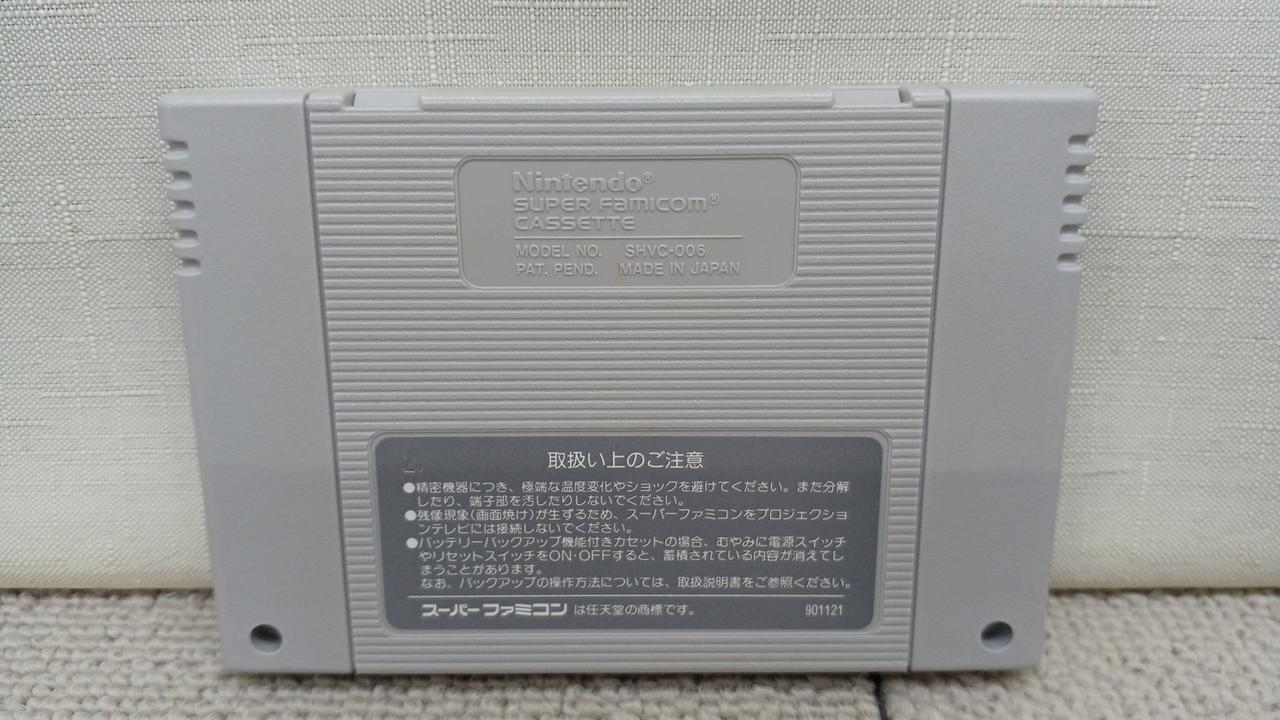 Nintendo®
SUPER Famicom®
CASSETTE
MODEL NO. SHVC-006
PAT. PEND. MADE IN JAPAN
取扱い上のご注意
●精密機器につき、極端な温度変化やショックを避けてください。また分解
したり、端子部を汚したりしないでください。
●残像現象(画面焼け)が生ずるため、スーパーファミコンをプロジェクショ
ンテレビには接続しないでください。
●バッテリーバックアップ機能付きカセットの場合、むやみに電源スイッチ
やリセットスイッチをON・OFFすると、蓄積されている内容が消えてし
まうことがあります。
なお、バックアップの操作方法については、取扱説明書をご参照ください。
スーパーファミコン は任天堂の商標です。 901121